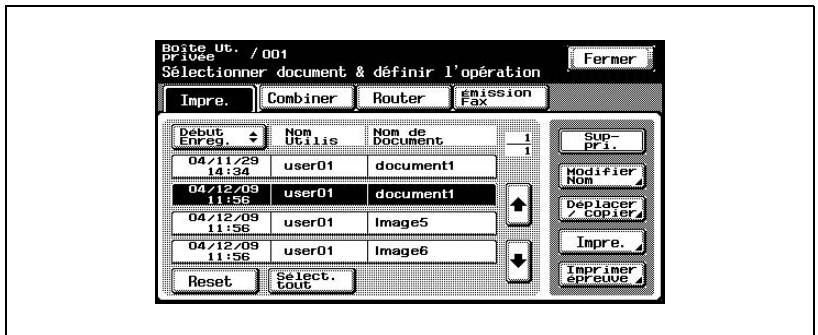 Boîte Ut. privée / 001
Fermer
Sélectionner document & définir l'opération
Impre.
Combiner
Router
Émission Fax
Début Enreg.
Nom Utilis
Nom de Document
1
1
04/11/29 14:34 user01 document1
04/12/09 11:56 user01 document1
04/12/09 11:56 user01 Image5
04/12/09 11:56 user01 Image6
Reset
Sélect. tout
Sup-
pri.
Modifier Nom
Déplacer / copier
Impre.
Imprimer épreuve